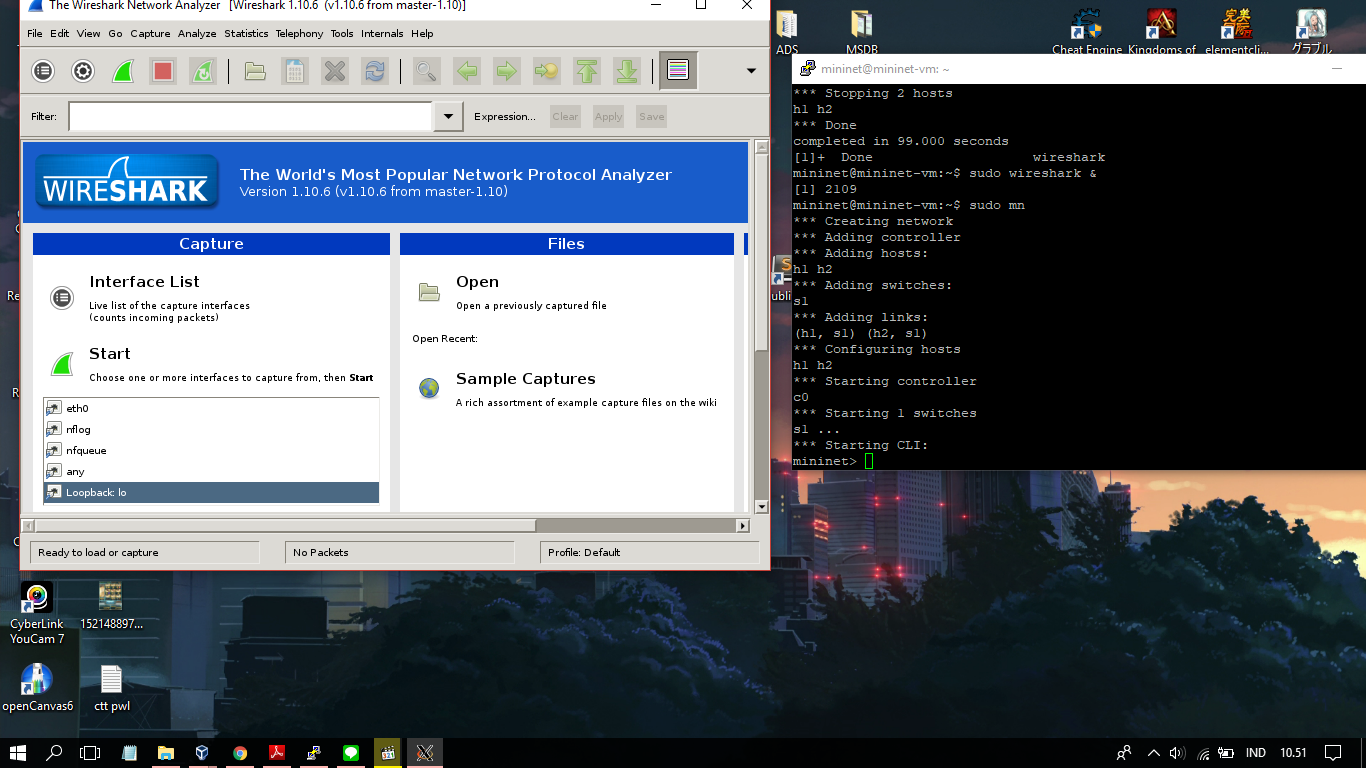 The Wireshark Network Analyzer [Wireshark 1.10.6 (v1.10.6 from master-1.10)]
File Edit View Go Capture Analyze Statistics Telephony Tools Internals Help
Filter:
Expression...
Clear
Apply
Save
WIRESHARK
The World's Most Popular Network Protocol Analyzer
Version 1.10.6 (v1.10.6 from master-1.10)
Capture
Interface List
Live list of the capture interfaces
(counts incoming packets)
Start
Choose one or more interfaces to capture from, then Start
eth0
nflog
nfqueue
any
Loopback: lo
Files
Open
Open a previously captured file
Open Recent:
Sample Captures
A rich assortment of example capture files on the wiki
Ready to load or capture
No Packets
Profile: Default
ADS
MSDB
Cheat Engine
Kingdoms of
elementcli...
グラブル
mininet@mininet-vm: ~
*** Stopping 2 hosts
h1 h2
*** Done
completed in 99.000 seconds
[1]+ Done wireshark
mininet@mininet-vm:~$ sudo wireshark &
[1] 2109
mininet@mininet-vm:~$ sudo mn
*** Creating network
*** Adding controller
*** Adding hosts:
h1 h2
*** Adding switches:
s1
*** Adding links:
(h1, s1) (h2, s1)
*** Configuring hosts
h1 h2
*** Starting controller
c0
*** Starting 1 switches
s1 ...
*** Starting CLI:
mininet>
CyberLink
YouCam 7
152148897...
openCanvas6
ctt pwl
IND
10.51